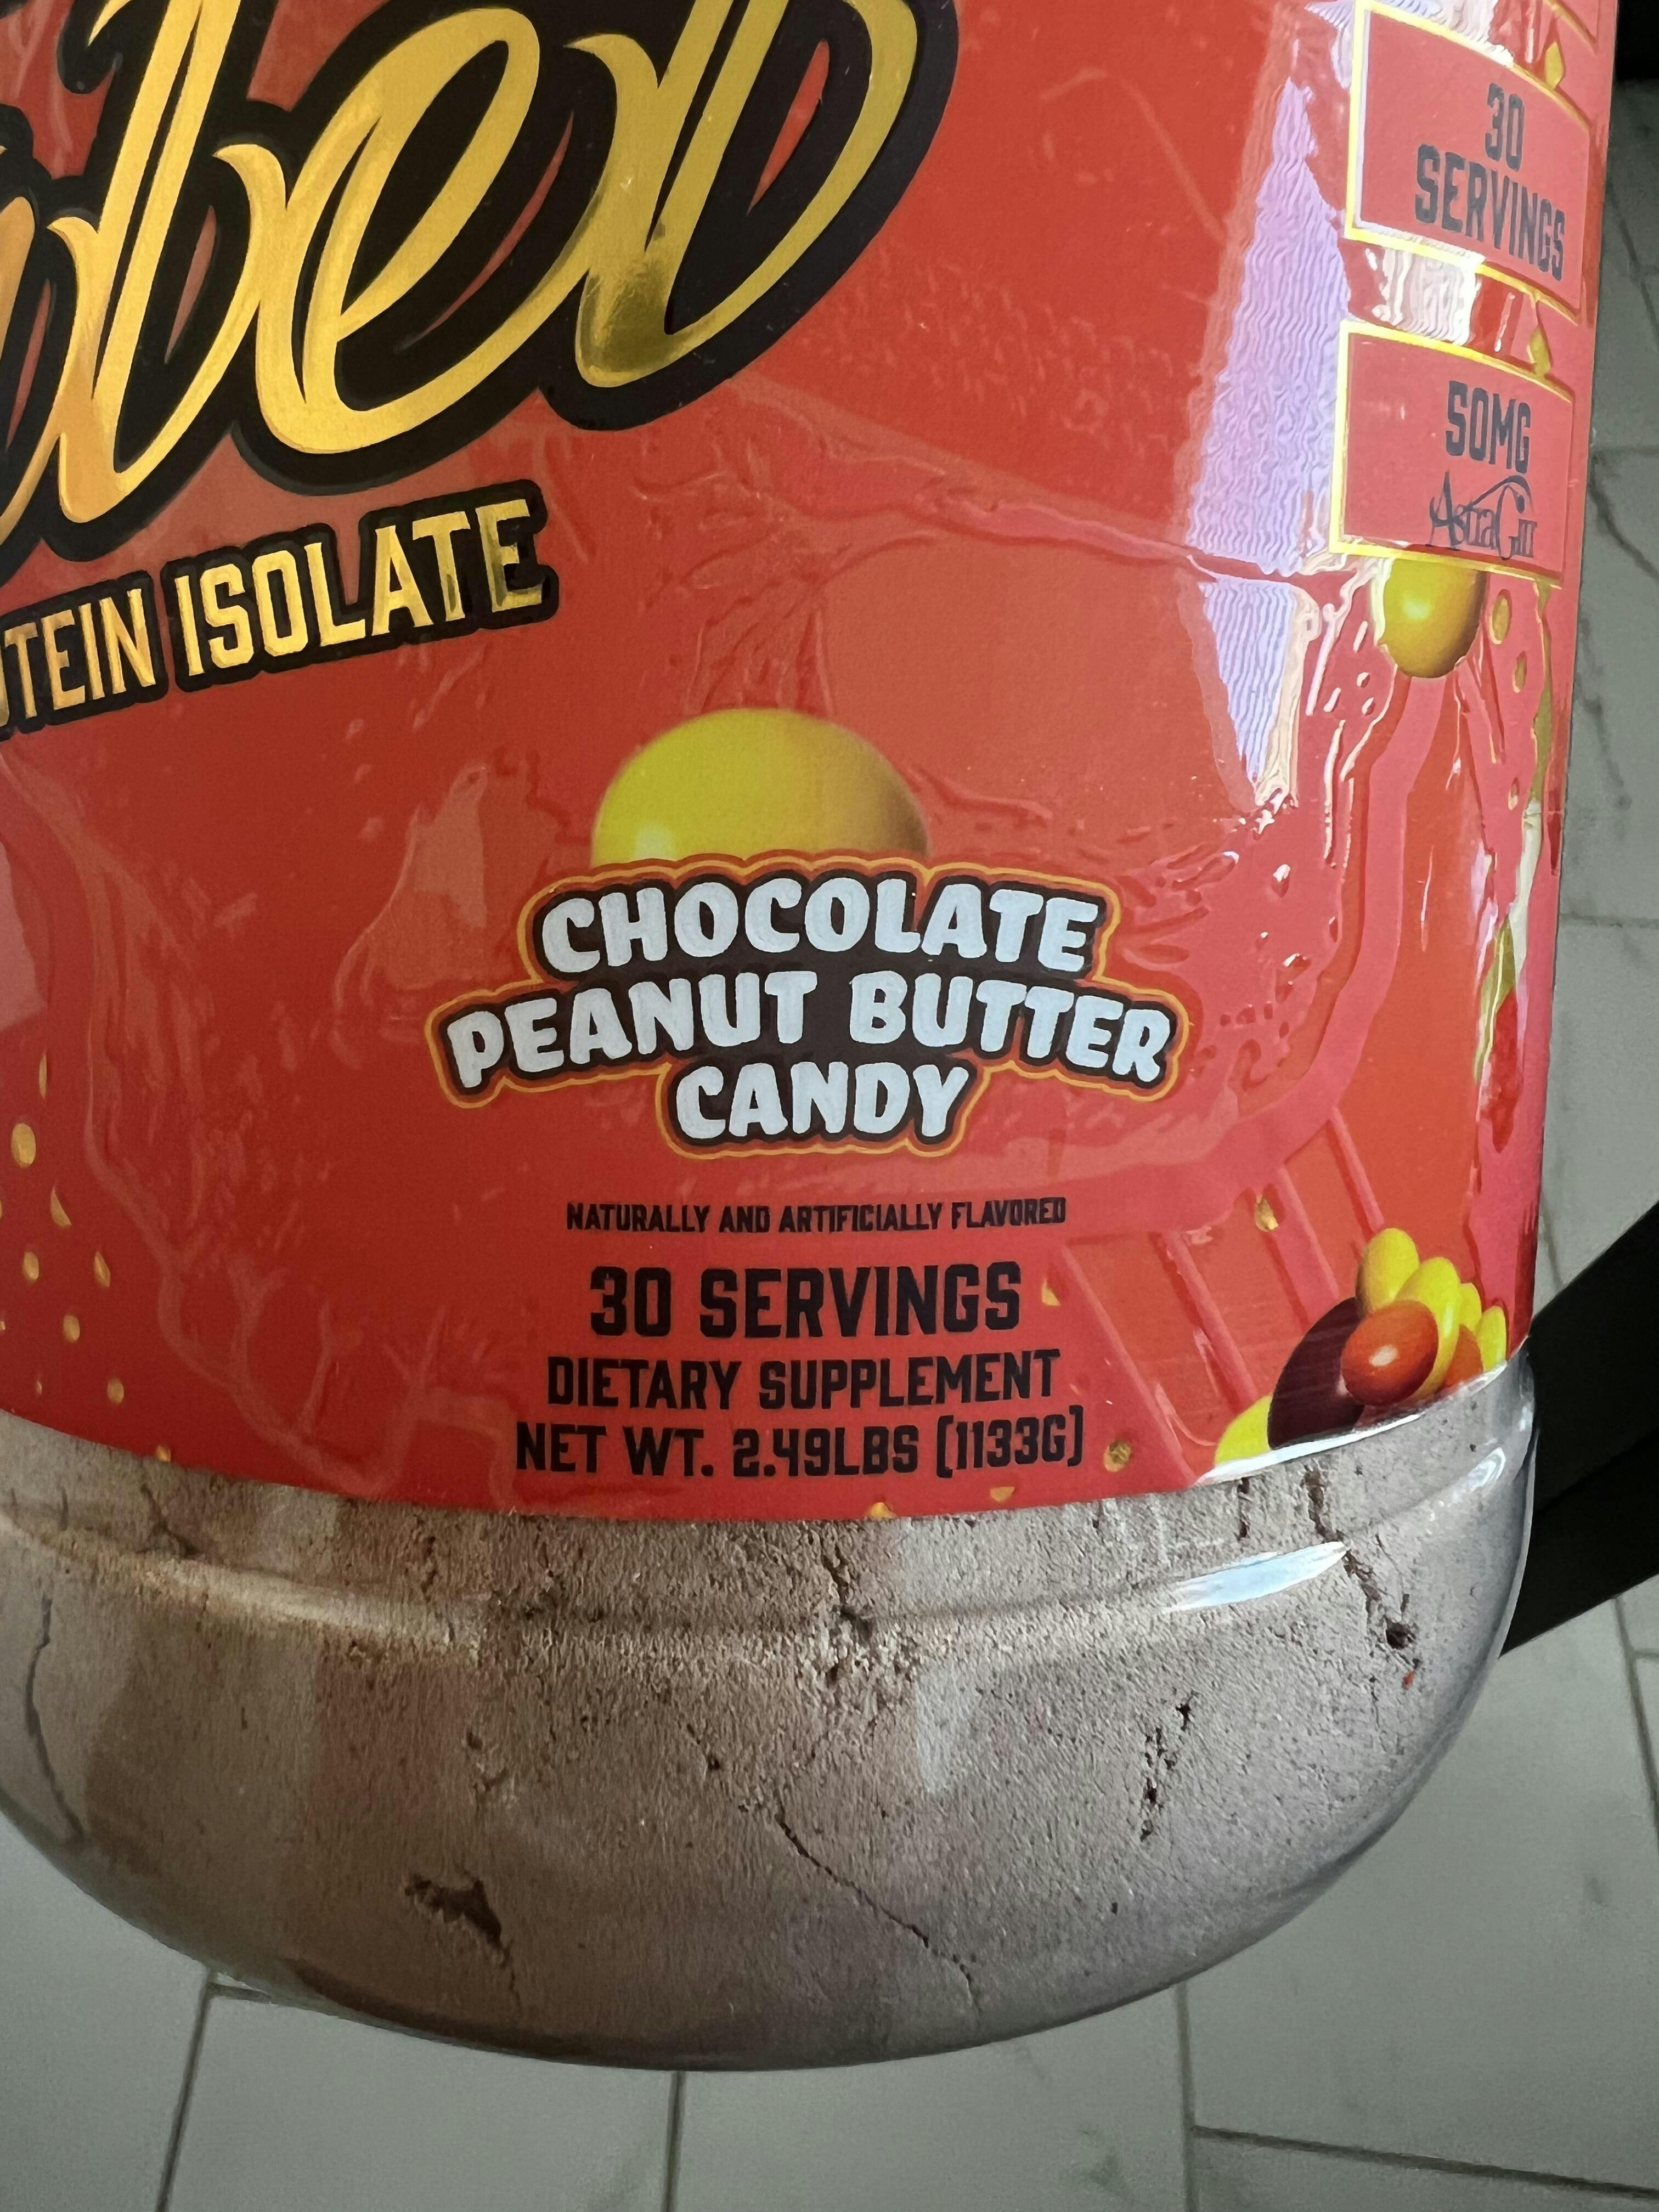 ISOLATE
30
SERVINGS
50MG
AstraGin
CHOCOLATE
PEANUT BUTTER
CANDY
NATURALLY AND ARTIFICIALLY FLAVORED
30 SERVINGS
DIETARY SUPPLEMENT
NET WT. 2.49LBS (1133G)